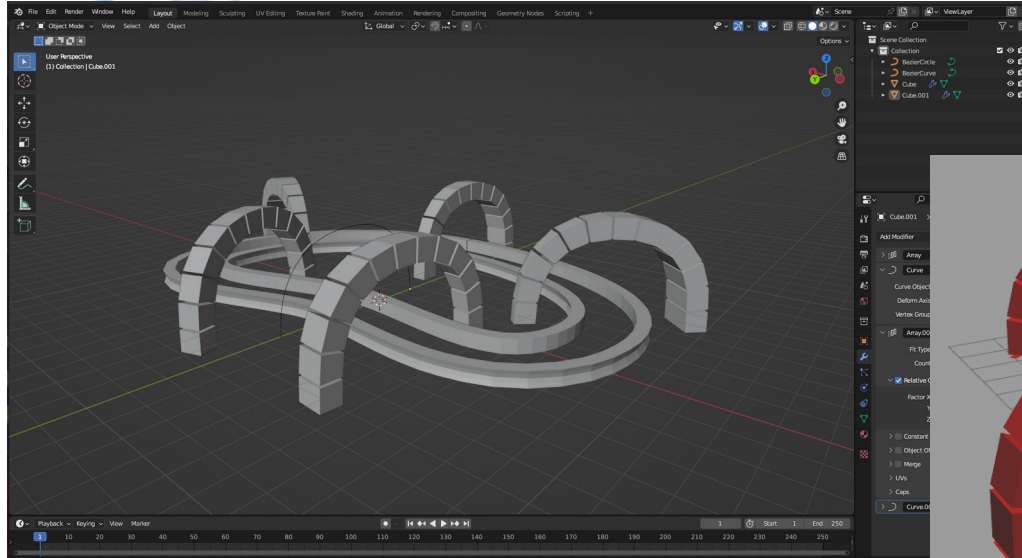 File Edit Render Window Help Layout Modeling Sculpting UV Editing Texture Paint Shading Animation Rendering Compositing Geometry Nodes Scripting + Scene ViewLayer
Object Mode View Select Add Object Global
Options
User Perspective
(1) Collection | Cube.001
Z
Y
Scene Collection
Collection
BezierCircle
BezierCurve
Cube
Cube.001
Cube.001
Add Modifier
Array
Curve
Curve Object
Deform Axis
Vertex Group
Array.00
Fit Type
Count
Relative O
Factor X
Y
Z
Constant
Object Of
Merge
UVs
Caps
Curve.00
Playback Keying View Marker 1 Start 1 End 250
1 10 20 30 40 50 60 70 80 90 100 110 120 130 140 150 160 170 180 190 200 210 220 230 240 250